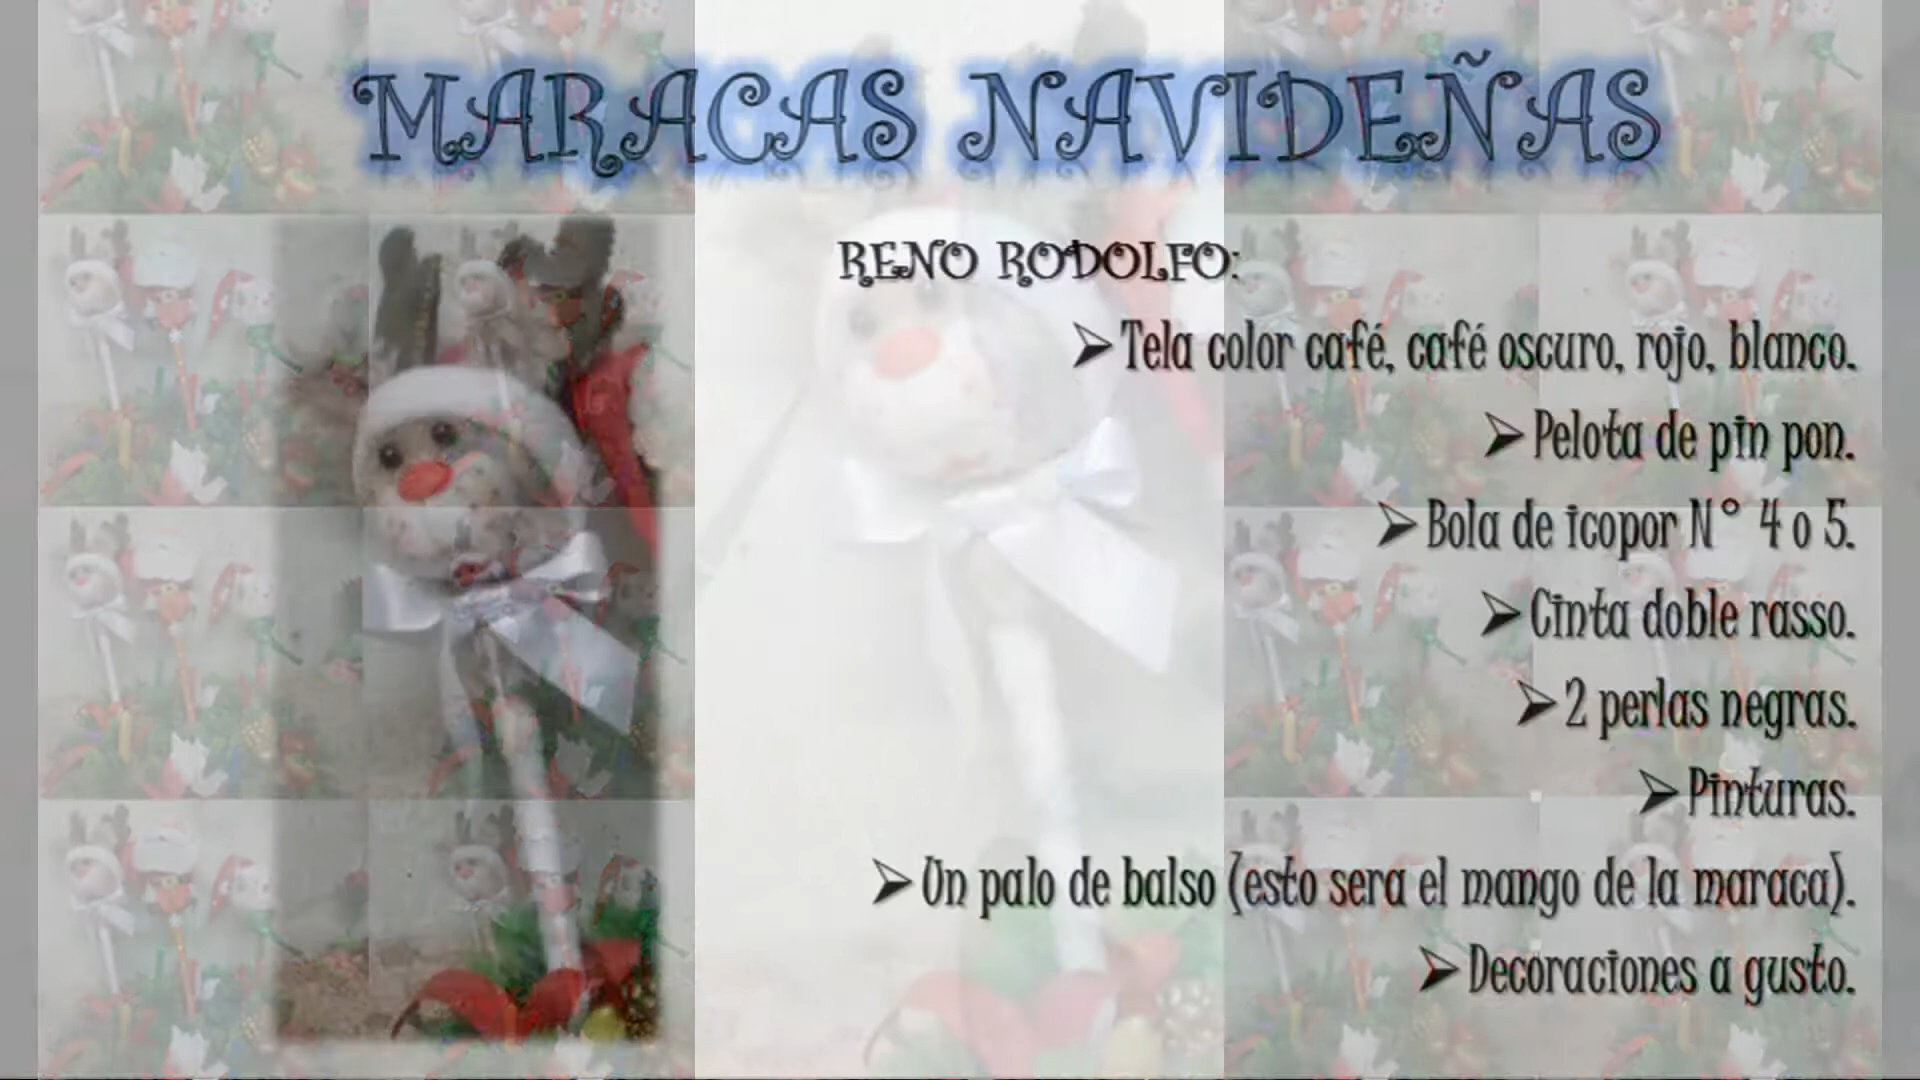 MARACAS NAVIDEÑAS
RENO RODOLFO:
➢Tela color café, café oscuro, rojo, blanco.
➢Pelota de pin pon.
➢Bola de icopor N° 4 o 5.
➢Cinta doble rasso.
➢2 perlas negras.
➢Pinturas.
➢Un palo de balso (esto sera el mango de la maraca).
➢Decoraciones a gusto.